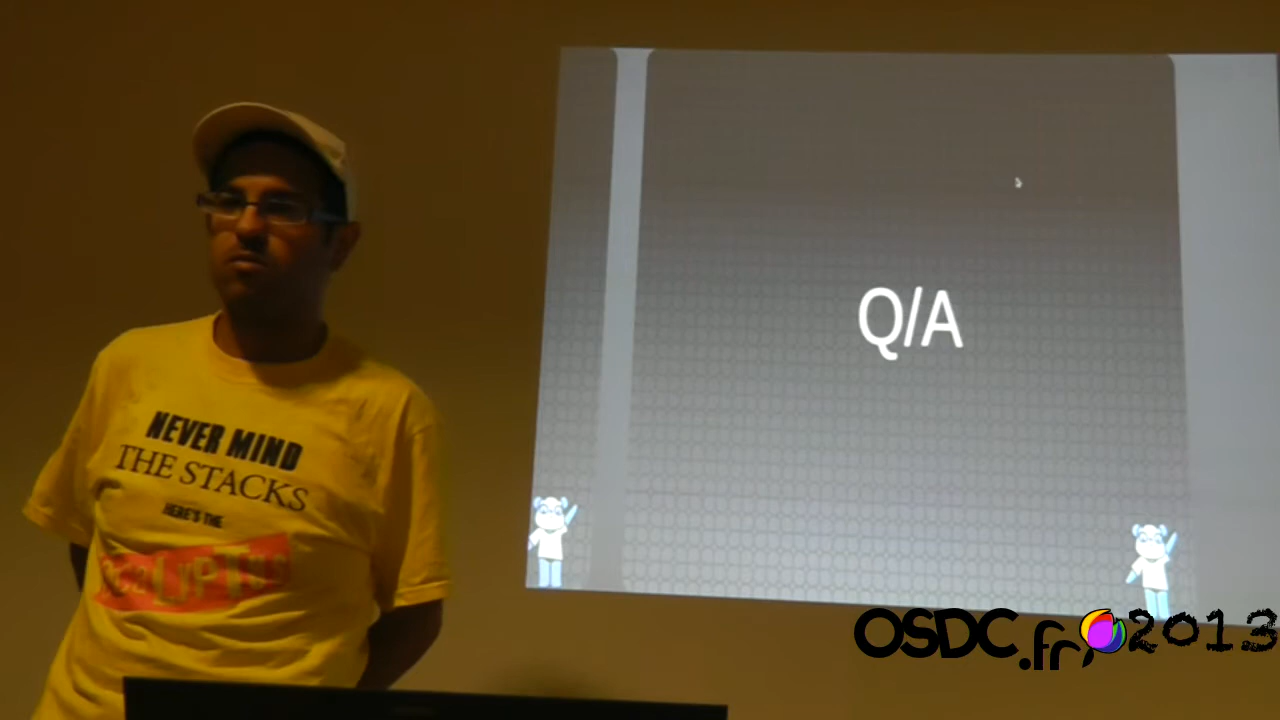 NEVER MIND
THE STACKS
HERE'S THE
Q/A
OSDC.fr 2013